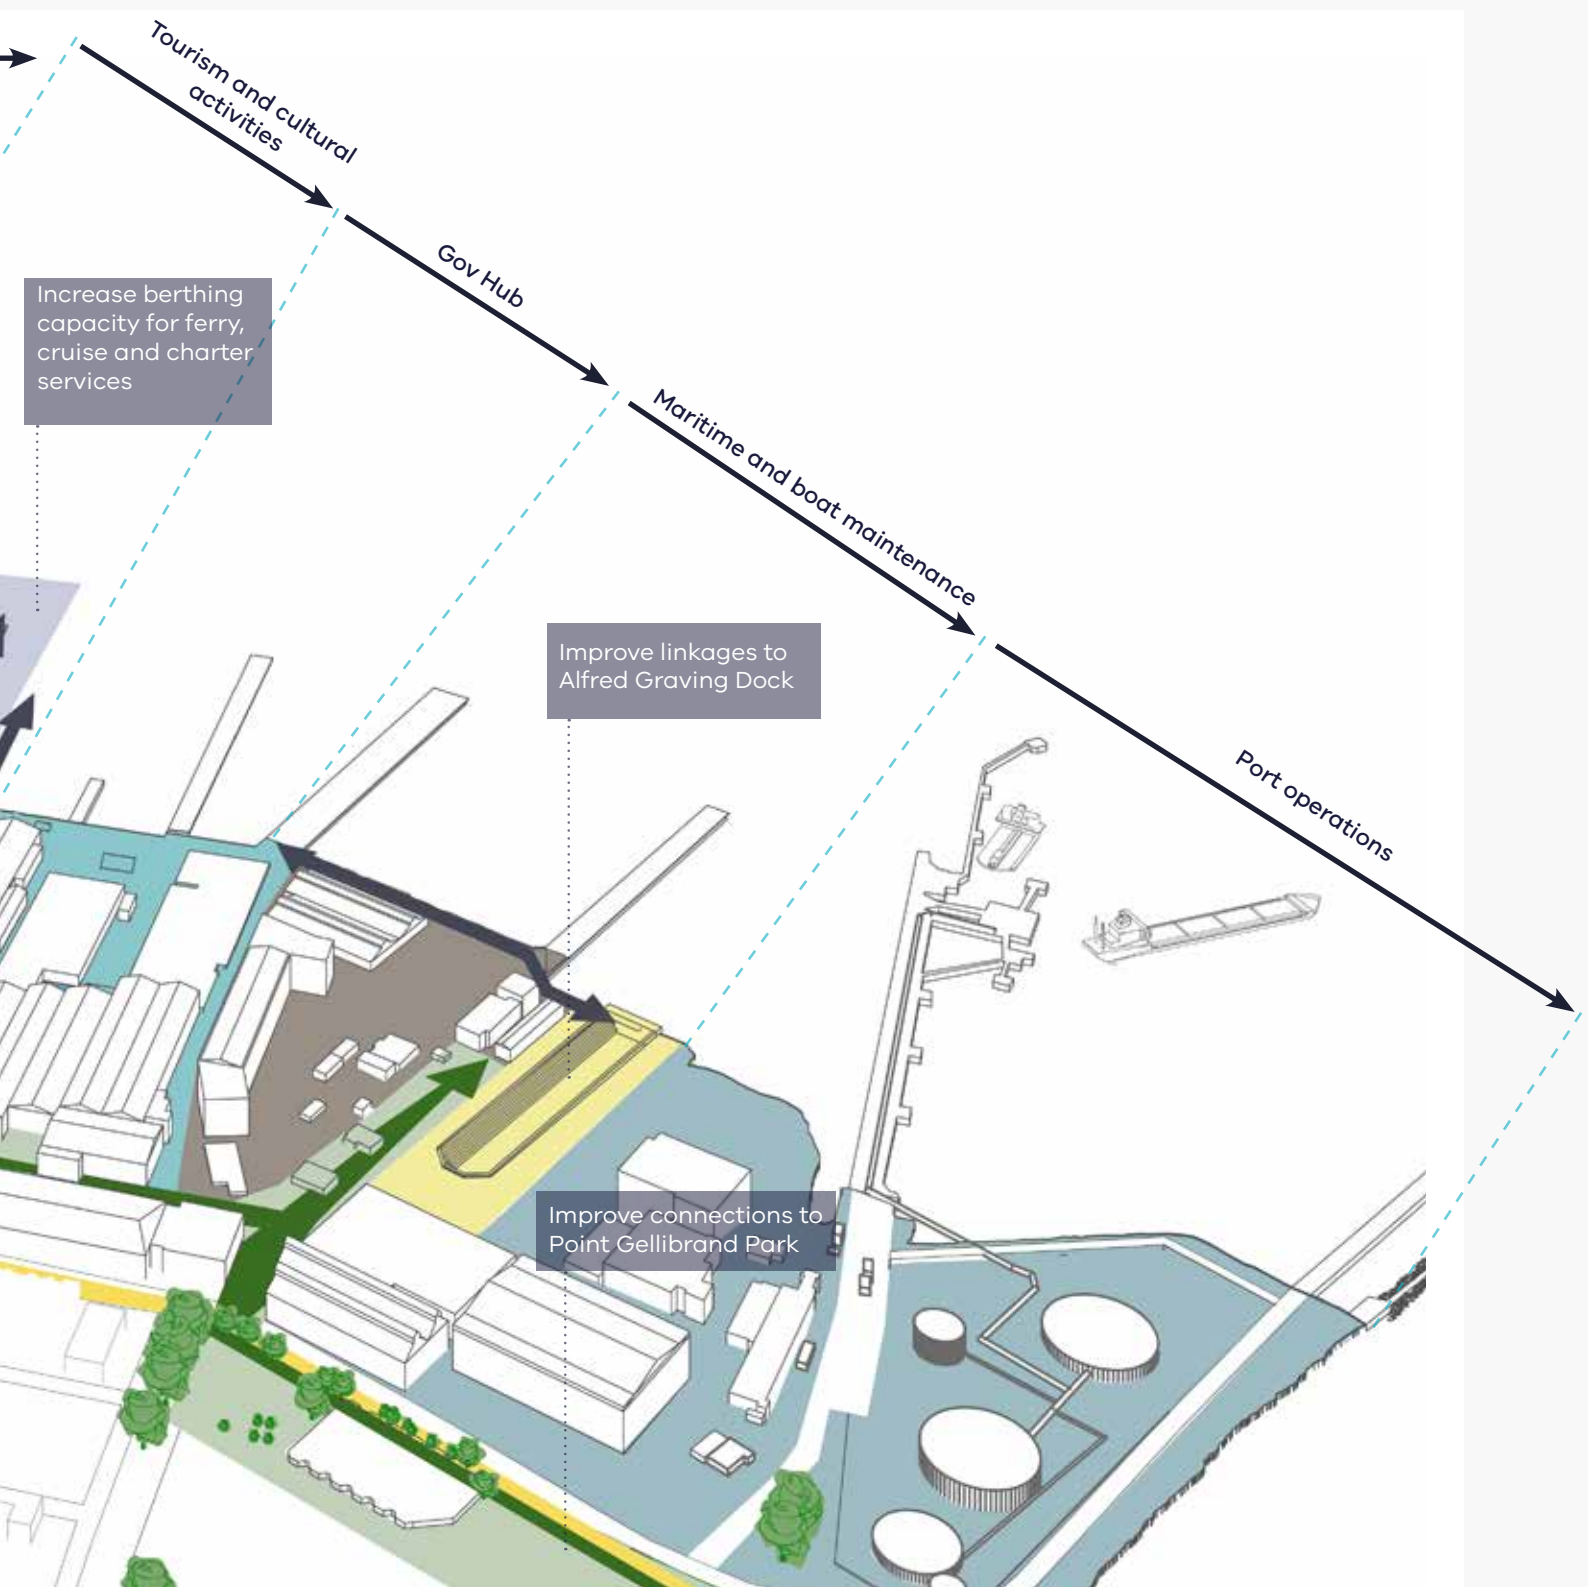 Tourism and cultural
activities
Gov Hub
Increase berthing
capacity for ferry,
cruise and charter
services
Maritime and boat maintenance
Improve linkages to
Alfred Graving Dock
Port operations
Improve connections to
Point Gellibrand Park